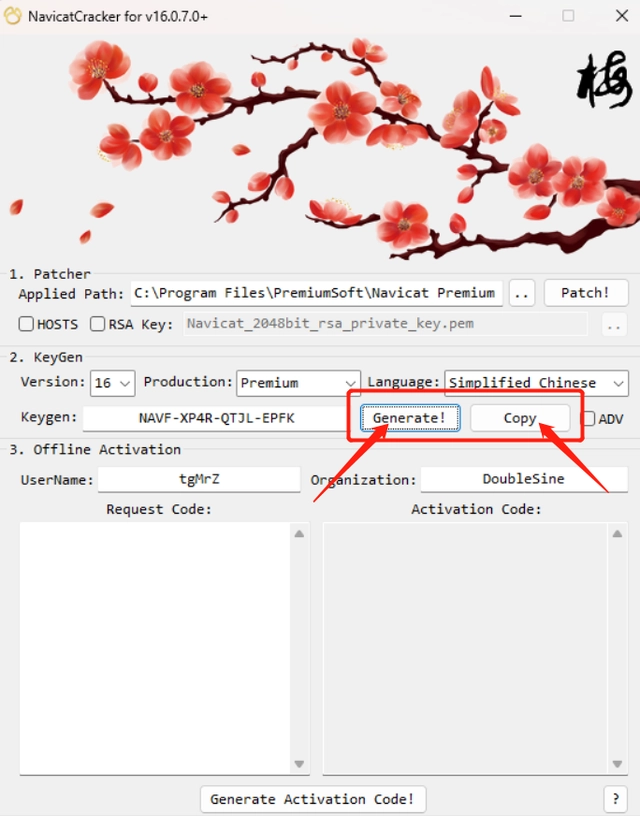 NavicatCracker for v16.0.7.0+
梅
1. Patcher
Applied Path: C:\Program Files\PremiumSoft\Navicat Premium .. Patch!
HOSTS RSA Key: Navicat_2048bit_rsa_private_key.pem ..
2. KeyGen
Version: 16 Production: Premium Language: Simplified Chinese
Keygen: NAVF-XP4R-QTJL-EPFK Generate! Copy ADV
3. Offline Activation
UserName: tgMrZ Organization: DoubleSine
Request Code: Activation Code:
Generate Activation Code! ?